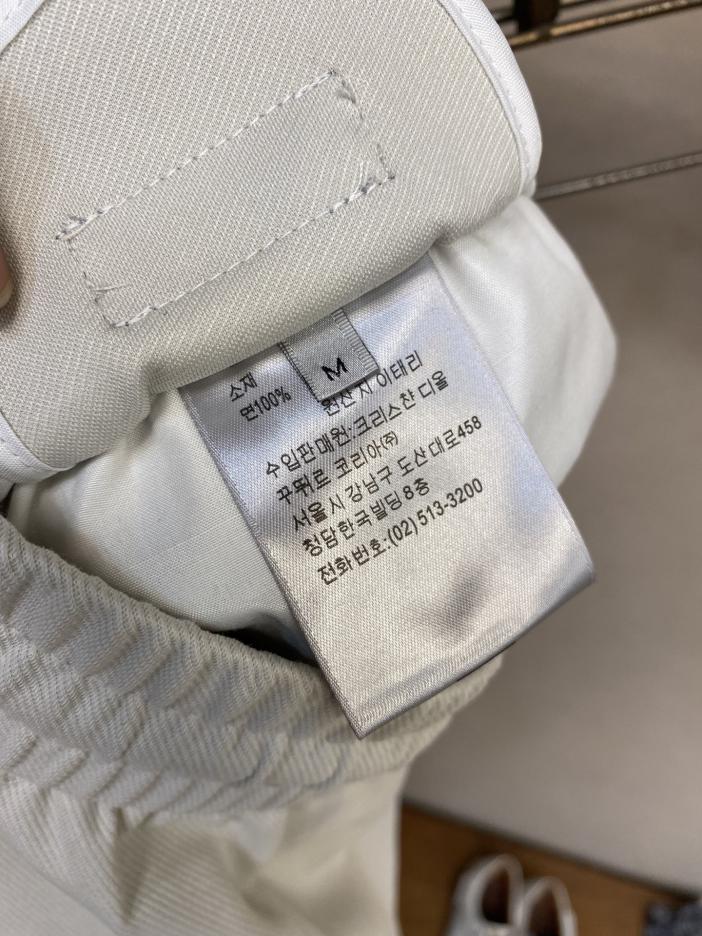 M
소재
면100%
원산지 이태리
수입판매원:크리스챤 디올
꾸뛰르 코리아(주)
서울시 강남구 도산대로458
청담한국빌딩 8층
전화번호:(02)513-3200